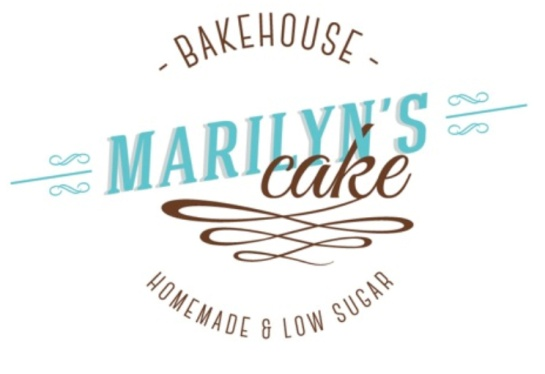 - BAKEHOUSE -
MARILYN'S
cake
HOMEMADE & LOW SUGAR